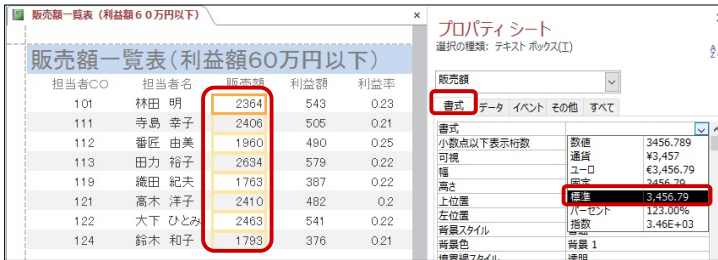 販売額一覧表（利益額６０万円以下）
×
販売額一覧表(利益額60万円以下)
担当者CO 担当者名 販売額 利益額 利益率
101 林田 明 2364 543 0.23
111 寺島 幸子 2406 505 0.21
112 番匠 由美 1960 490 0.25
113 田力 裕子 2634 579 0.22
119 織田 紀夫 1763 387 0.22
121 高木 洋子 2410 482 0.2
122 大下 ひとみ 2463 541 0.22
124 鈴木 和子 1793 376 0.21
プロパティ シート
選択の種類: テキスト ボックス(T)
販売額
書式 データ イベント その他 すべて
書式
小数点以下表示桁数 数値 3456.789
可視 通貨 ¥3,457
幅 ユーロ €3,456.79
高さ 固定 3456.79
上位置 標準 3,456.79
左位置 パーセント 123.00%
背景スタイル 指数 3.46E+03
背景色 背景 1
境界線スタイル 透明